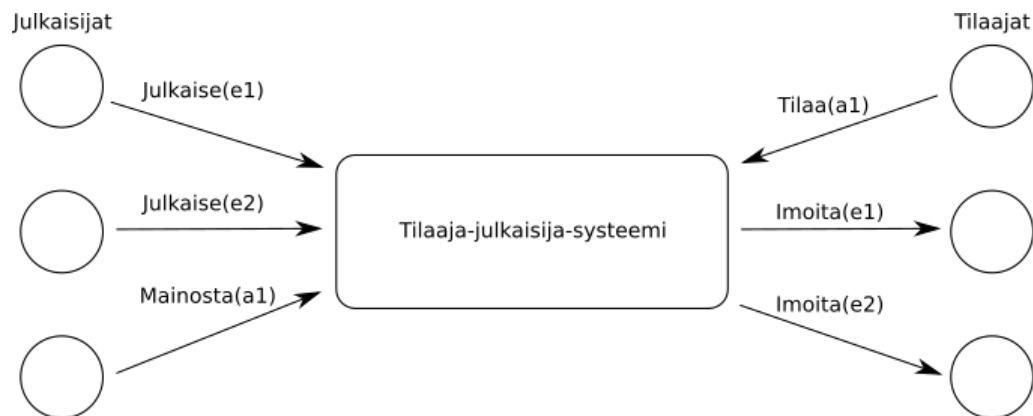 Julkaisijat
Tilaajat
Julkaise(e1)
Tilaa(a1)
Julkaise(e2)
Tilaaja-julkaisija-systeemi
Imoita(e1)
Mainosta(a1)
Imoita(e2)